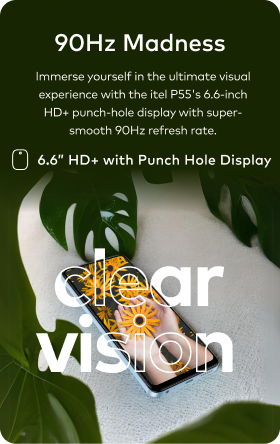 90Hz Madness
Immerse yourself in the ultimate visual
experience with the itel P55's 6.6-inch
HD+ punch-hole display with super-
smooth 90Hz refresh rate.
6.6” HD+ with Punch Hole Display
clear
vision